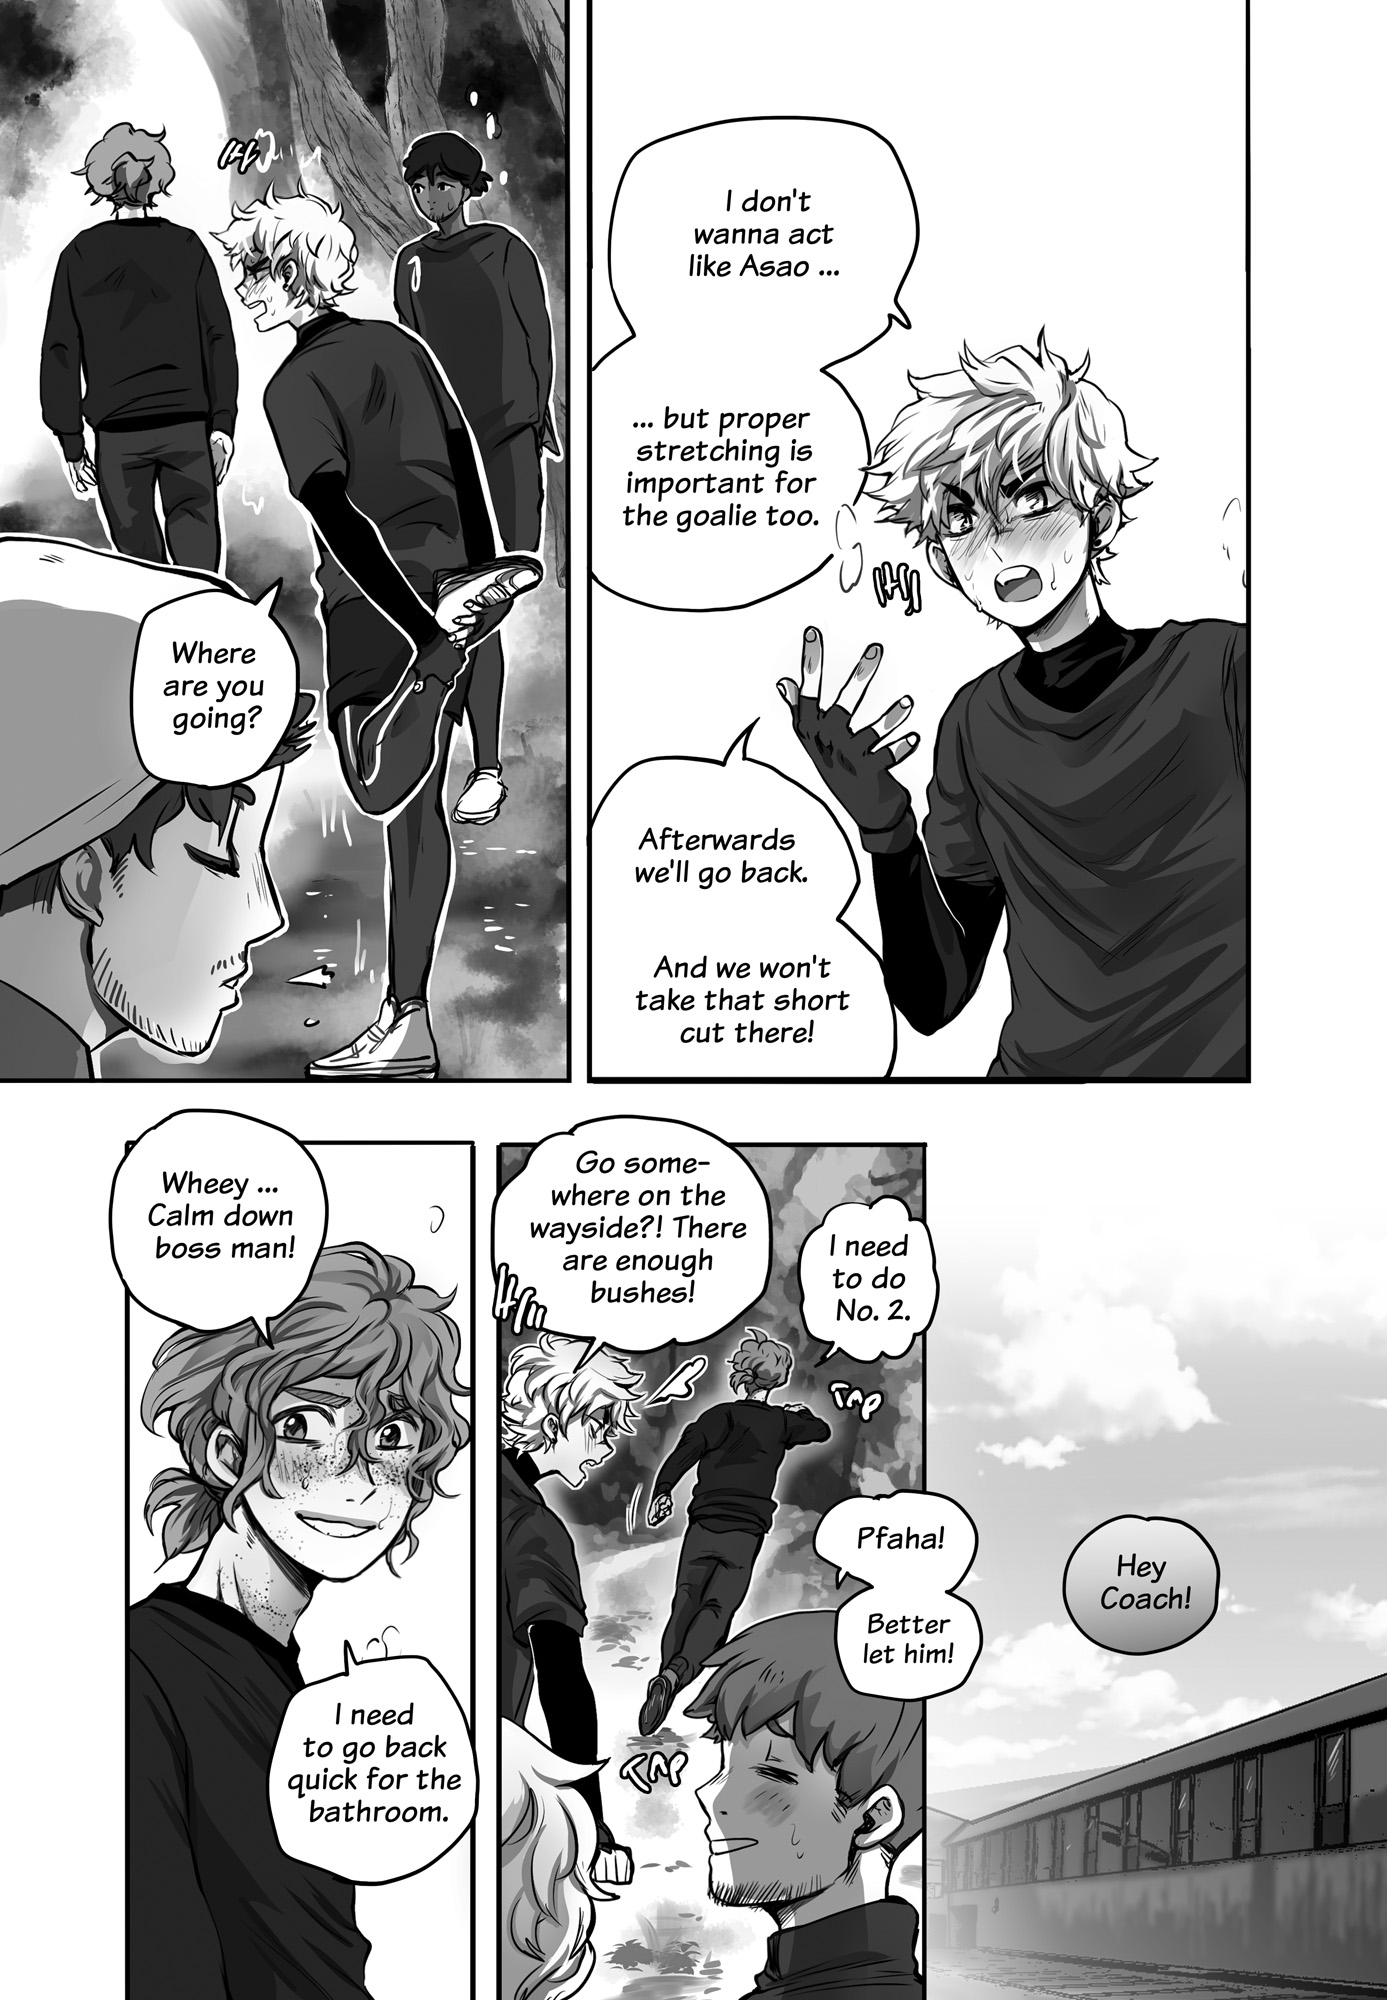 Where
are you
going?
I don't
wanna act
like Asao ...
... but proper
stretching is
important for
the goalie too.
Afterwards
we'll go back.
And we won't
take that short
cut there!
Wheey ...
Calm down
boss man!
I need
to go back
quick for the
bathroom.
Go some-
where on the
wayside?! There
are enough
bushes!
I need
to do
No. 2.
TAP
Pfaha!
Better
let him!
TAP
Hey
Coach!